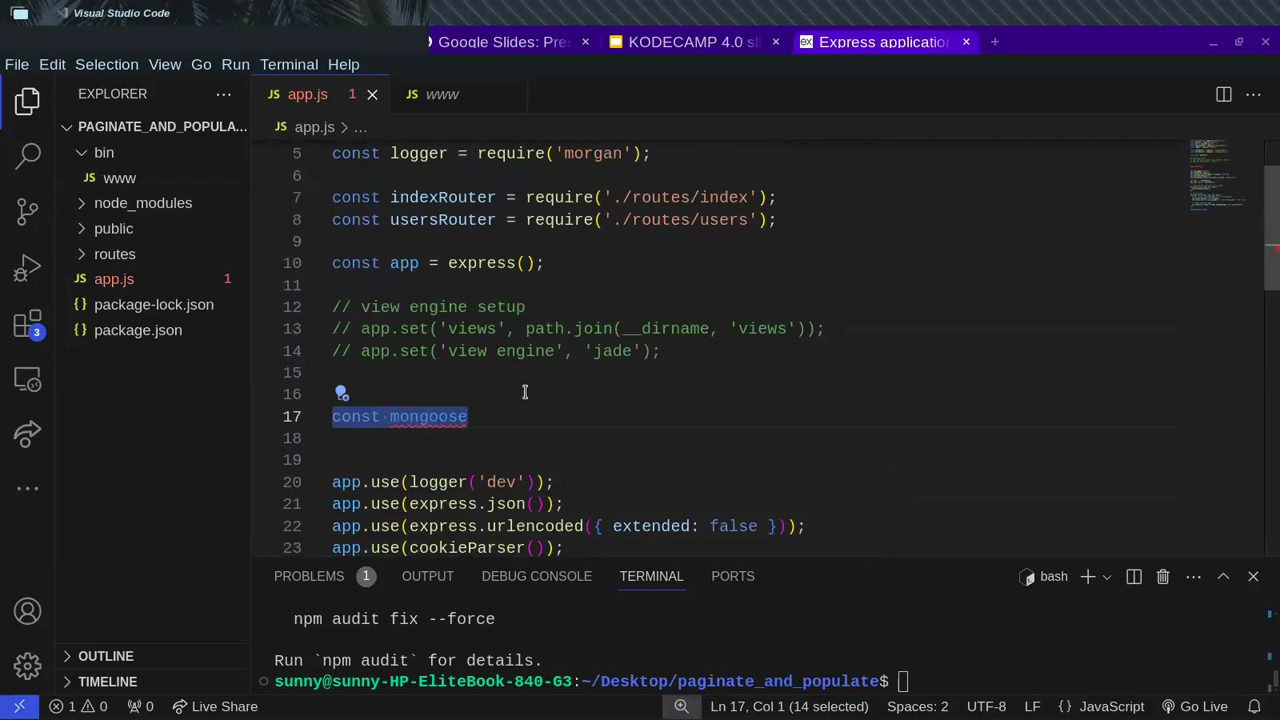 Visual Studio Code
Google Slides: Pres
KODECAMP 4.0 sli
Express applicatio
File Edit Selection View Go Run Terminal Help
EXPLORER
PAGINATE_AND_POPULA...
bin
www
node_modules
public
routes
app.js 1
package-lock.json
package.json
OUTLINE
TIMELINE
3
JS app.js 1
JS www
JS app.js > ...
5 const logger = require('morgan');
6
7 const indexRouter = require('./routes/index');
8 const usersRouter = require('./routes/users');
9
10 const app = express();
11
12 // view engine setup
13 // app.set('views', path.join(__dirname, 'views'));
14 // app.set('view engine', 'jade');
15
16
17 const mongoose
18
19
20 app.use(logger('dev'));
21 app.use(express.json());
22 app.use(express.urlencoded({ extended: false }));
23 app.use(cookieParser());
PROBLEMS 1 OUTPUT DEBUG CONSOLE TERMINAL PORTS
bash
npm audit fix --force
Run `npm audit` for details.
sunny@sunny-HP-EliteBook-840-G3:~/Desktop/paginate_and_populate$
1 0 0 Live Share Ln 17, Col 1 (14 selected) Spaces: 2 UTF-8 LF {} JavaScript Go Live